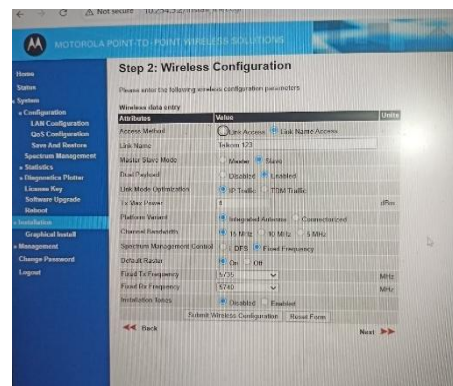 Not secure
MOTOROLA POINT-TO-POINT WIRELESS SOLUTIONS
Home
Status
System
Configuration
LAN Configuration
QoS Configuration
Save And Restore
Spectrum Management
Statistics
Diagnostics Plotter
License Key
Software Upgrade
Reboot
Installation
Graphical Install
Management
Change Password
Logout
Step 2: Wireless Configuration
Please enter the following wireless configuration parameters
Wireless data entry
Attributes Value Units
Access Method Link Access Link Name Access
Link Name Telkom 123
Master Slave Mode Master Slave
Dual Payload Disabled Enabled
Link Mode Optimization IP Traffic TDM Traffic
Tx Max Power dBm
Platform Variant Integrated Antenna Connectorized
Channel Bandwidth 15 MHz 10 MHz 5 MHz
Spectrum Management Control DFS Fixed Frequency
Default Raster On Off
Fixed Tx Frequency 5735 MHz
Fixed Rx Frequency 5740 MHz
Installation Tones Disabled Enabled
Submit Wireless Configuration Reset Form
Back Next